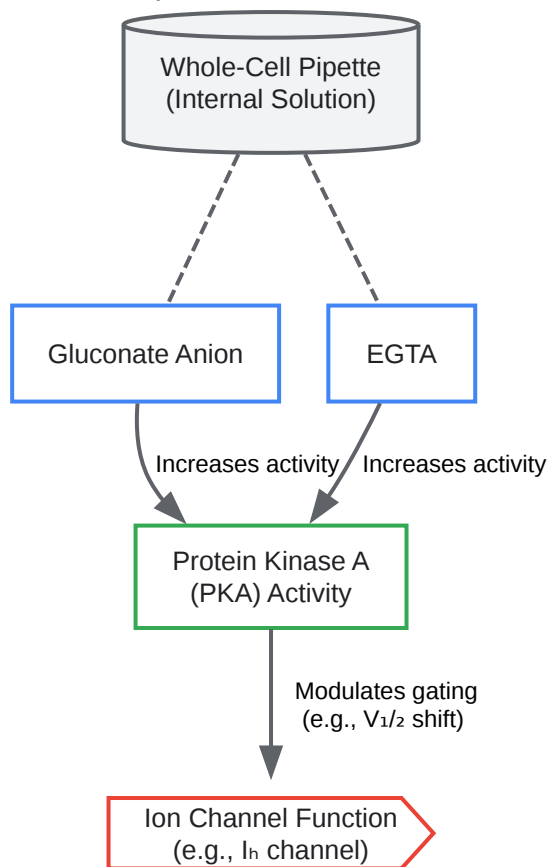 Whole-Cell Pipette
(Internal Solution)
Gluconate Anion
EGTA
Increases activity
Increases activity
Protein Kinase A
(PKA) Activity
Modulates gating
(e.g., V₁/₂ shift)
Ion Channel Function
(e.g., Iₕ channel)